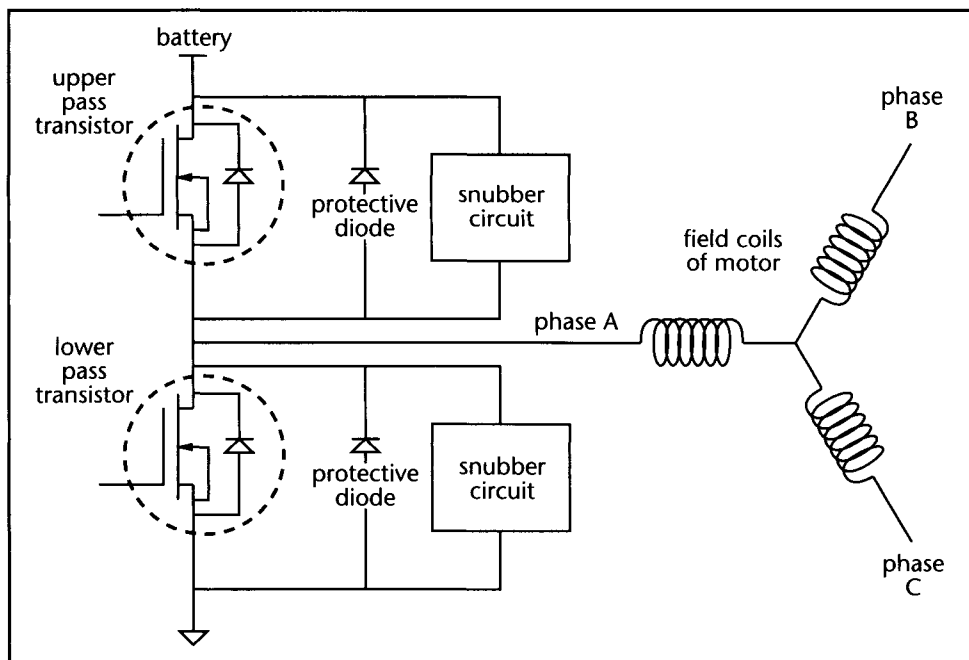 battery
upper
pass
transistor
protective
diode
snubber
circuit
phase
B
field coils
of motor
phase A
lower
pass
transistor
protective
diode
snubber
circuit
phase
C